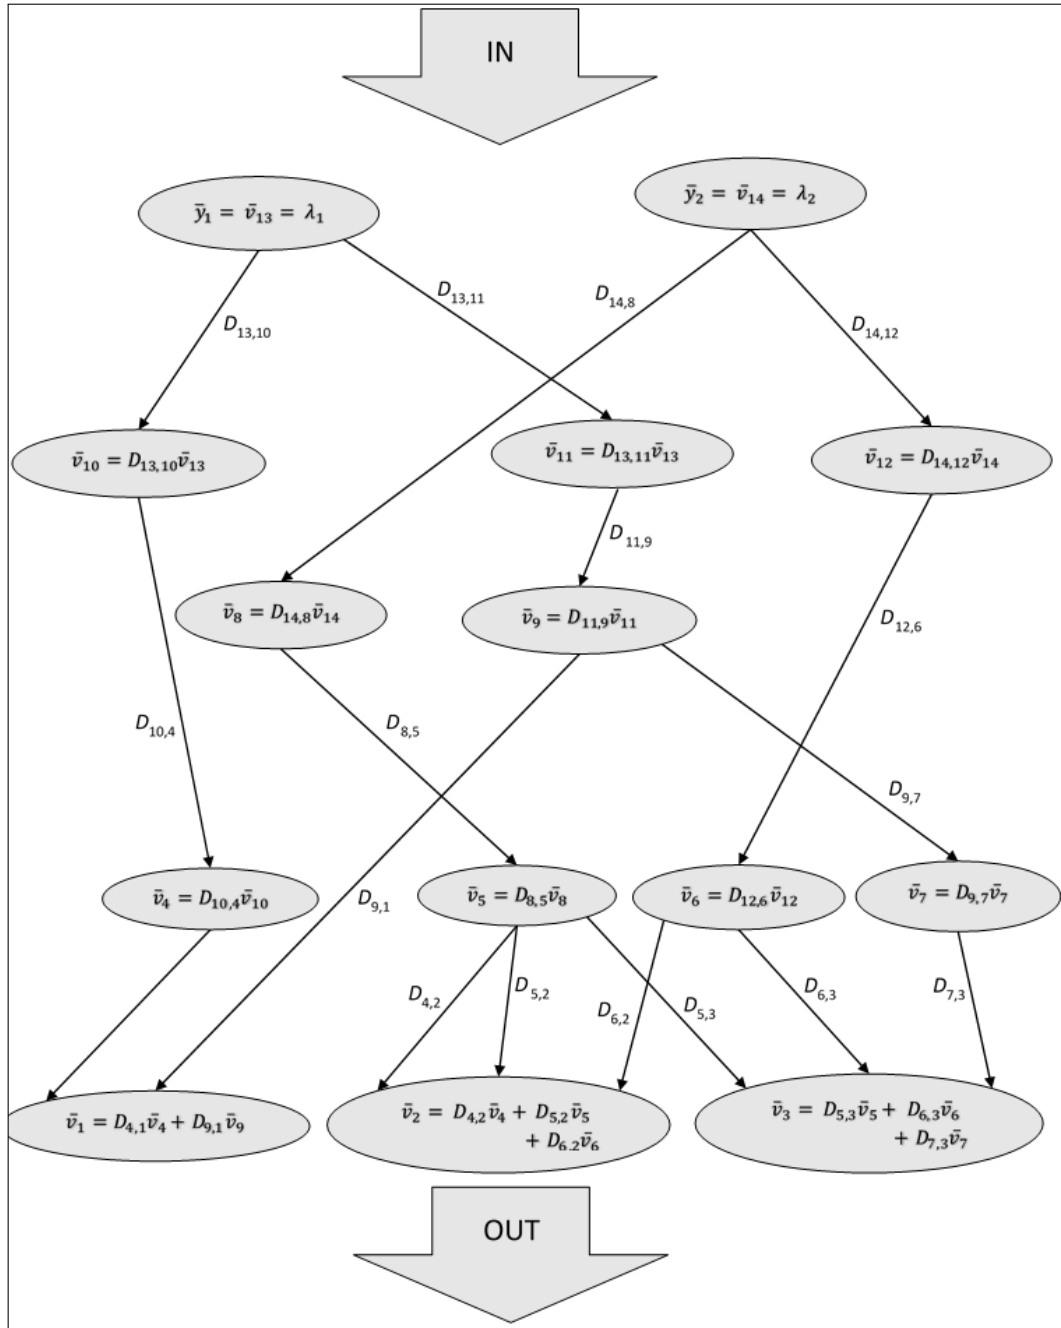 IN
ȳ₁ = v̄₁₃ = λ₁
ȳ₂ = v̄₁₄ = λ₂
D₁₃,₁₁
D₁₄,₈
D₁₃,₁₀
D₁₄,₁₂
v̄₁₀ = D₁₃,₁₀v̄₁₃
v̄₁₁ = D₁₃,₁₁v̄₁₃
v̄₁₂ = D₁₄,₁₂v̄₁₄
D₁₁,₉
v̄₈ = D₁₄,₈v̄₁₄
v̄₉ = D₁₁,₉v̄₁₁
D₁₂,₆
D₁₀,₄
D₈,₅
D₉,₇
v̄₄ = D₁₀,₄v̄₁₀
D₉,₁
v̄₅ = D₈,₅v̄₈
v̄₆ = D₁₂,₆v̄₁₂
v̄₇ = D₉,₇v̄₇
D₄,₂
D₅,₂
D₆,₂
D₅,₃
D₆,₃
D₇,₃
v̄₁ = D₄,₁v̄₄ + D₉,₁v̄₉
v̄₂ = D₄,₂v̄₄ + D₅,₂v̄₅
+ D₆.₂v̄₆
v̄₃ = D₅,₃v̄₅ + D₆,₃v̄₆
+ D₇,₃v̄₇
OUT